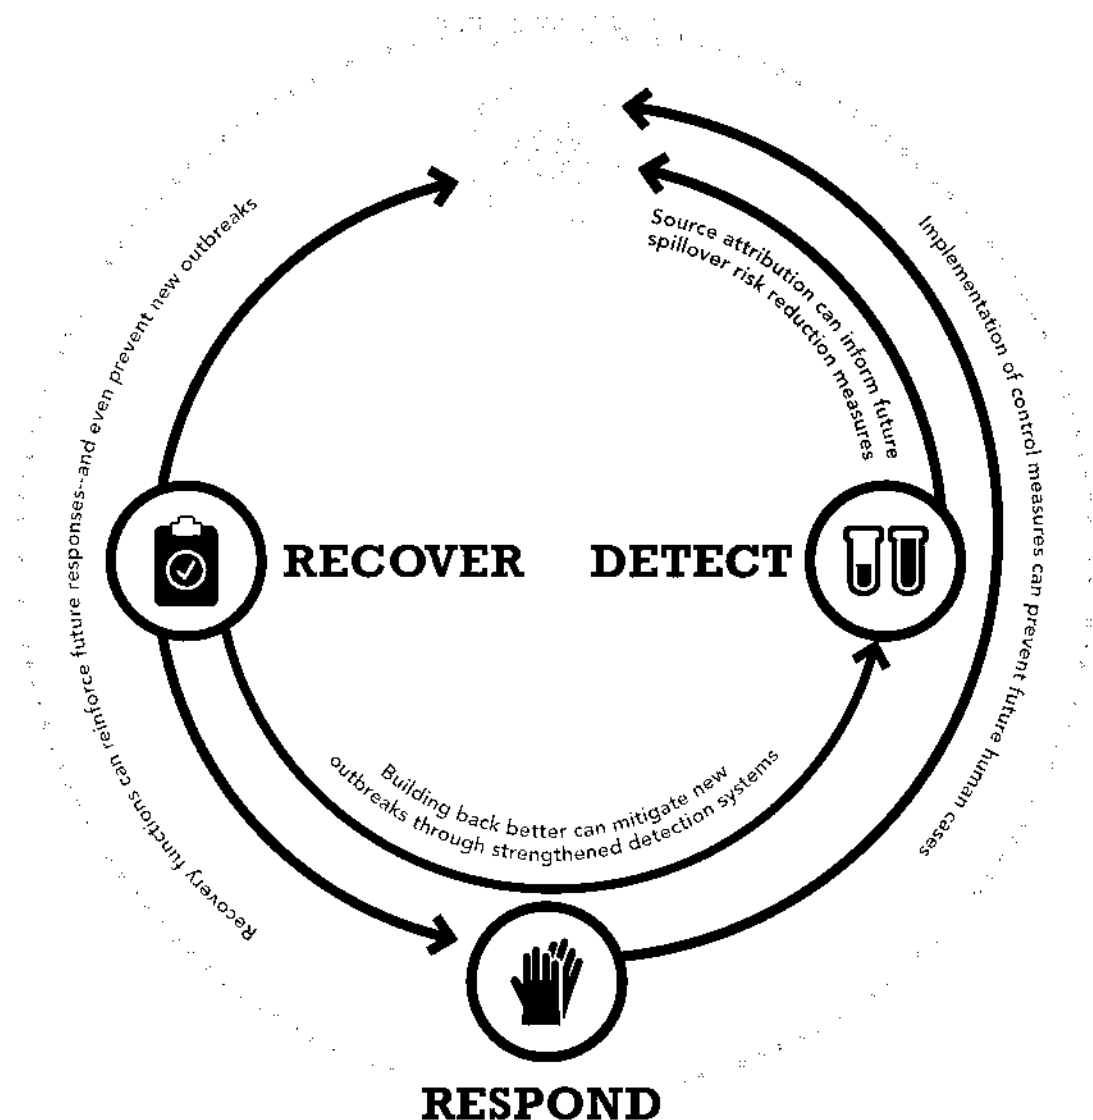 Source attribution can inform future
spillover risk reduction measures
Implementation of control measures can prevent future human cases
Recovery functions can reinforce future responses--and even prevent new outbreaks
RECOVER
DETECT
Building back better can mitigate new
outbreaks through strengthened detection systems
RESPOND